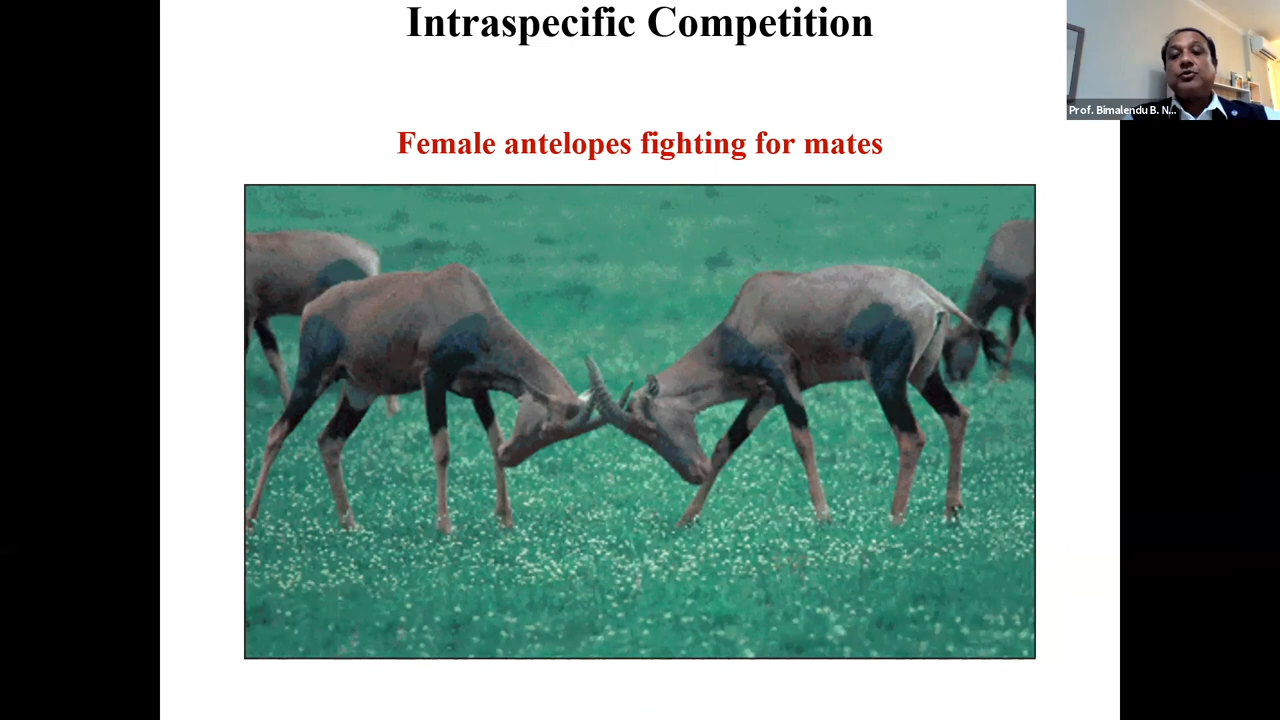 Intraspecific Competition
Prof. Bimalendu B. N...
Female antelopes fighting for mates